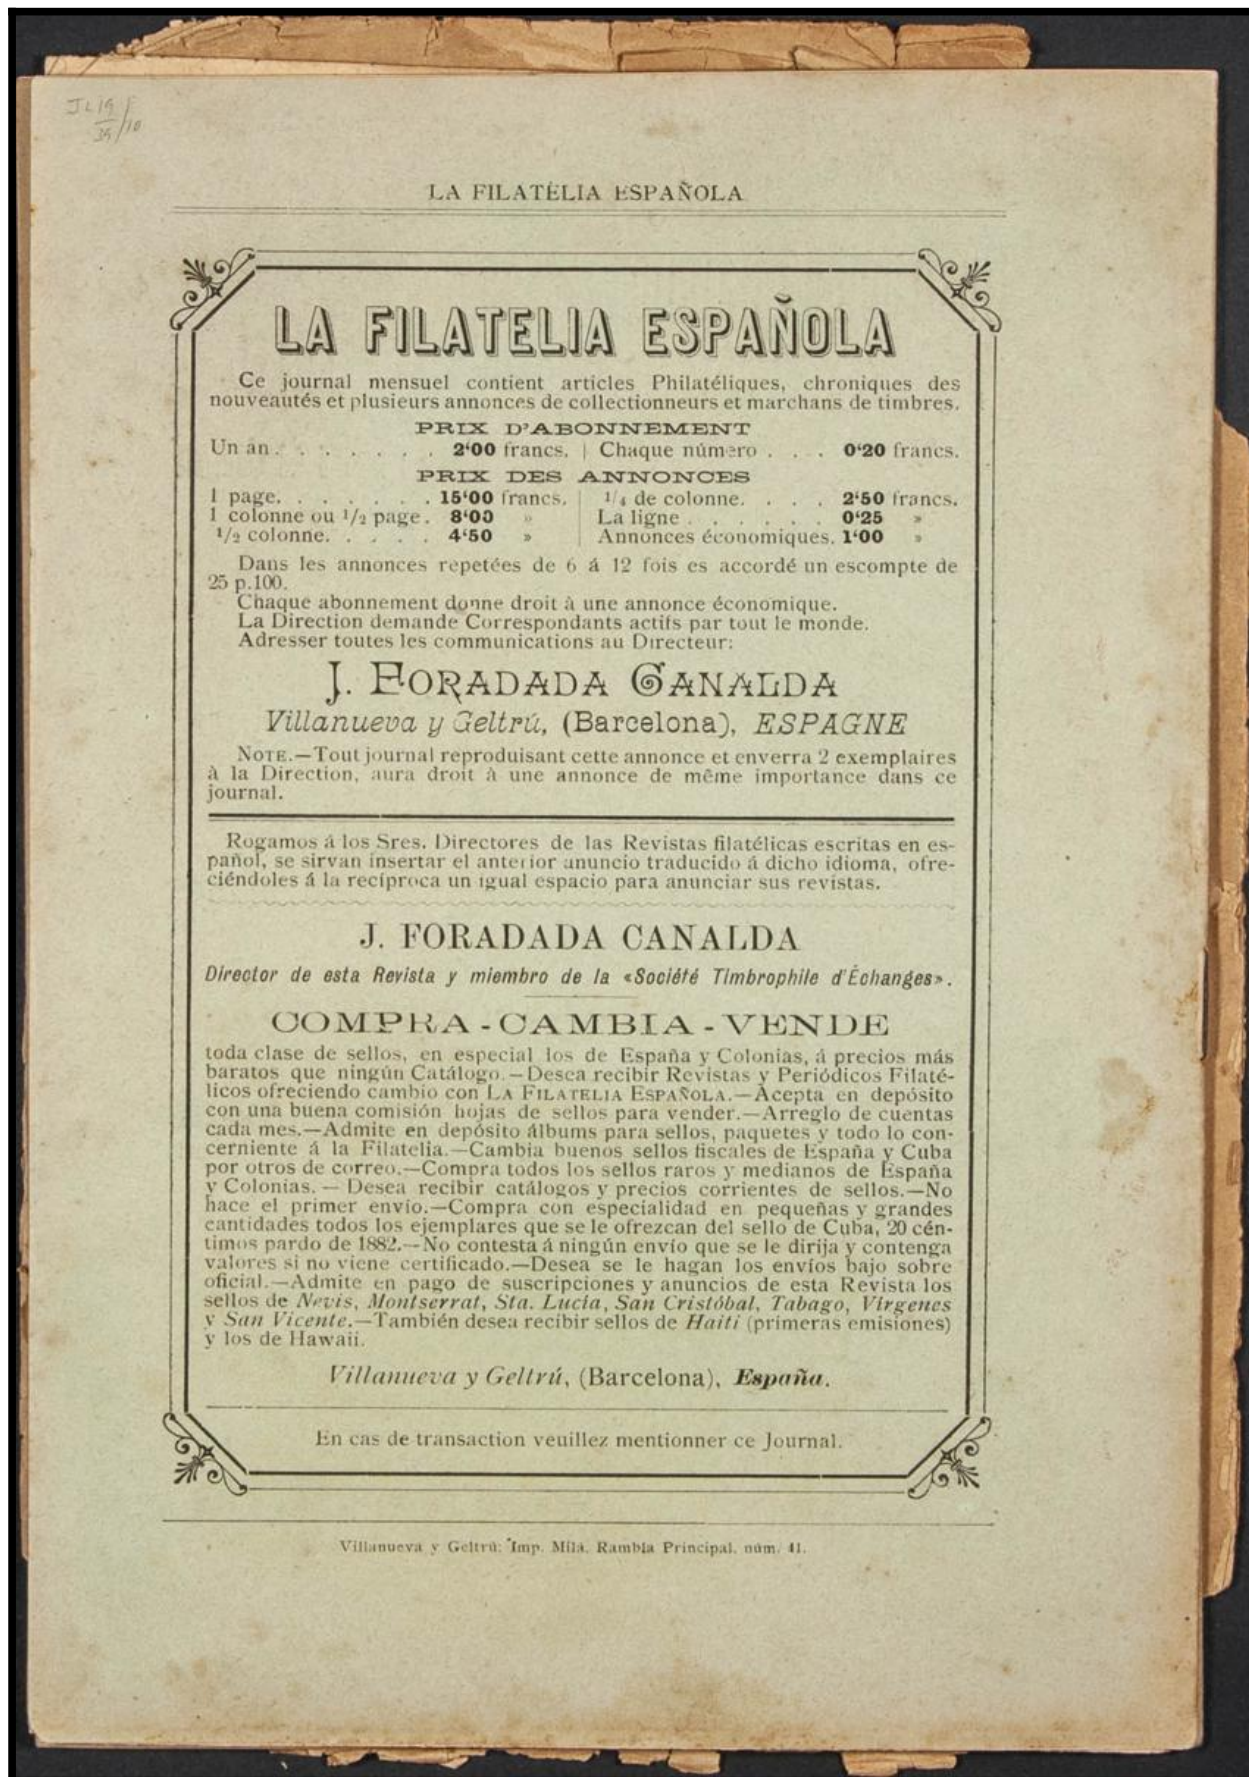 JL 19
39/10
LA FILATÈLIA ESPAÑOLA
LA FILATELIA ESPAÑOLA
Ce journal mensuel contient articles Philatéliques, chroniques des
nouveautés et plusieurs annonces de collectionneurs et marchans de timbres.
PRIX D'ABONNEMENT
Un an. . . . . . . 2‘00 francs. | Chaque número . . . 0‘20 francs.
PRIX DES ANNONCES
1 page. . . . . . . 15‘00 francs. | 1/4 de colonne. . . . 2‘50 francs.
1 colonne ou 1/2 page. 8‘00 » | La ligne . . . . . . 0‘25 »
1/2 colonne. . . . . 4‘50 » | Annonces économiques. 1‘00 »
Dans les annonces repetées de 6 á 12 fois es accordé un escompte de
25 p.100.
Chaque abonnement donne droit à une annonce économique.
La Direction demande Correspondants actifs par tout le monde.
Adresser toutes les communications au Directeur:
J. FORADADA CANALDA
Villanueva y Geltrú, (Barcelona), ESPAGNE
NOTE.—Tout journal reproduisant cette annonce et enverra 2 exemplaires
à la Direction, aura droit à une annonce de même importance dans ce
journal.
Rogamos á los Sres. Directores de las Revistas filatélicas escritas en es-
pañol, se sirvan insertar el anterior anuncio traducido á dicho idioma, ofre-
ciéndoles á la recíproca un igual espacio para anunciar sus revistas.
J. FORADADA CANALDA
Director de esta Revista y miembro de la «Société Timbrophile d'Échanges».
COMPRA - CAMBIA - VENDE
toda clase de sellos, en especial los de España y Colonias, á precios más
baratos que ningún Catálogo.—Desea recibir Revistas y Periódicos Filaté-
licos ofreciendo cambio con LA FILATELIA ESPAÑOLA.—Acepta en depósito
con una buena comisión hojas de sellos para vender.—Arreglo de cuentas
cada mes.—Admite en depósito álbums para sellos, paquetes y todo lo con-
cerniente á la Filatelia.—Cambia buenos sellos fiscales de España y Cuba
por otros de correo.—Compra todos los sellos raros y medianos de España
y Colonias. — Desea recibir catálogos y precios corrientes de sellos.—No
hace el primer envío.—Compra con especialidad en pequeñas y grandes
cantidades todos los ejemplares que se le ofrezcan del sello de Cuba, 20 cén-
timos pardo de 1882.—No contesta á ningún envío que se le dirija y contenga
valores si no viene certificado.—Desea se le hagan los envíos bajo sobre
oficial.—Admite en pago de suscripciones y anuncios de esta Revista los
sellos de Nevis, Montserrat, Sta. Lucía, San Cristóbal, Tabago, Vírgenes
y San Vicente.—También desea recibir sellos de Haití (primeras emisiones)
y los de Hawaii.
Villanueva y Geltrú, (Barcelona), España.
En cas de transaction veuillez mentionner ce Journal.
Villanueva y Geltrú: Imp. Milá. Rambla Principal. núm. 41.